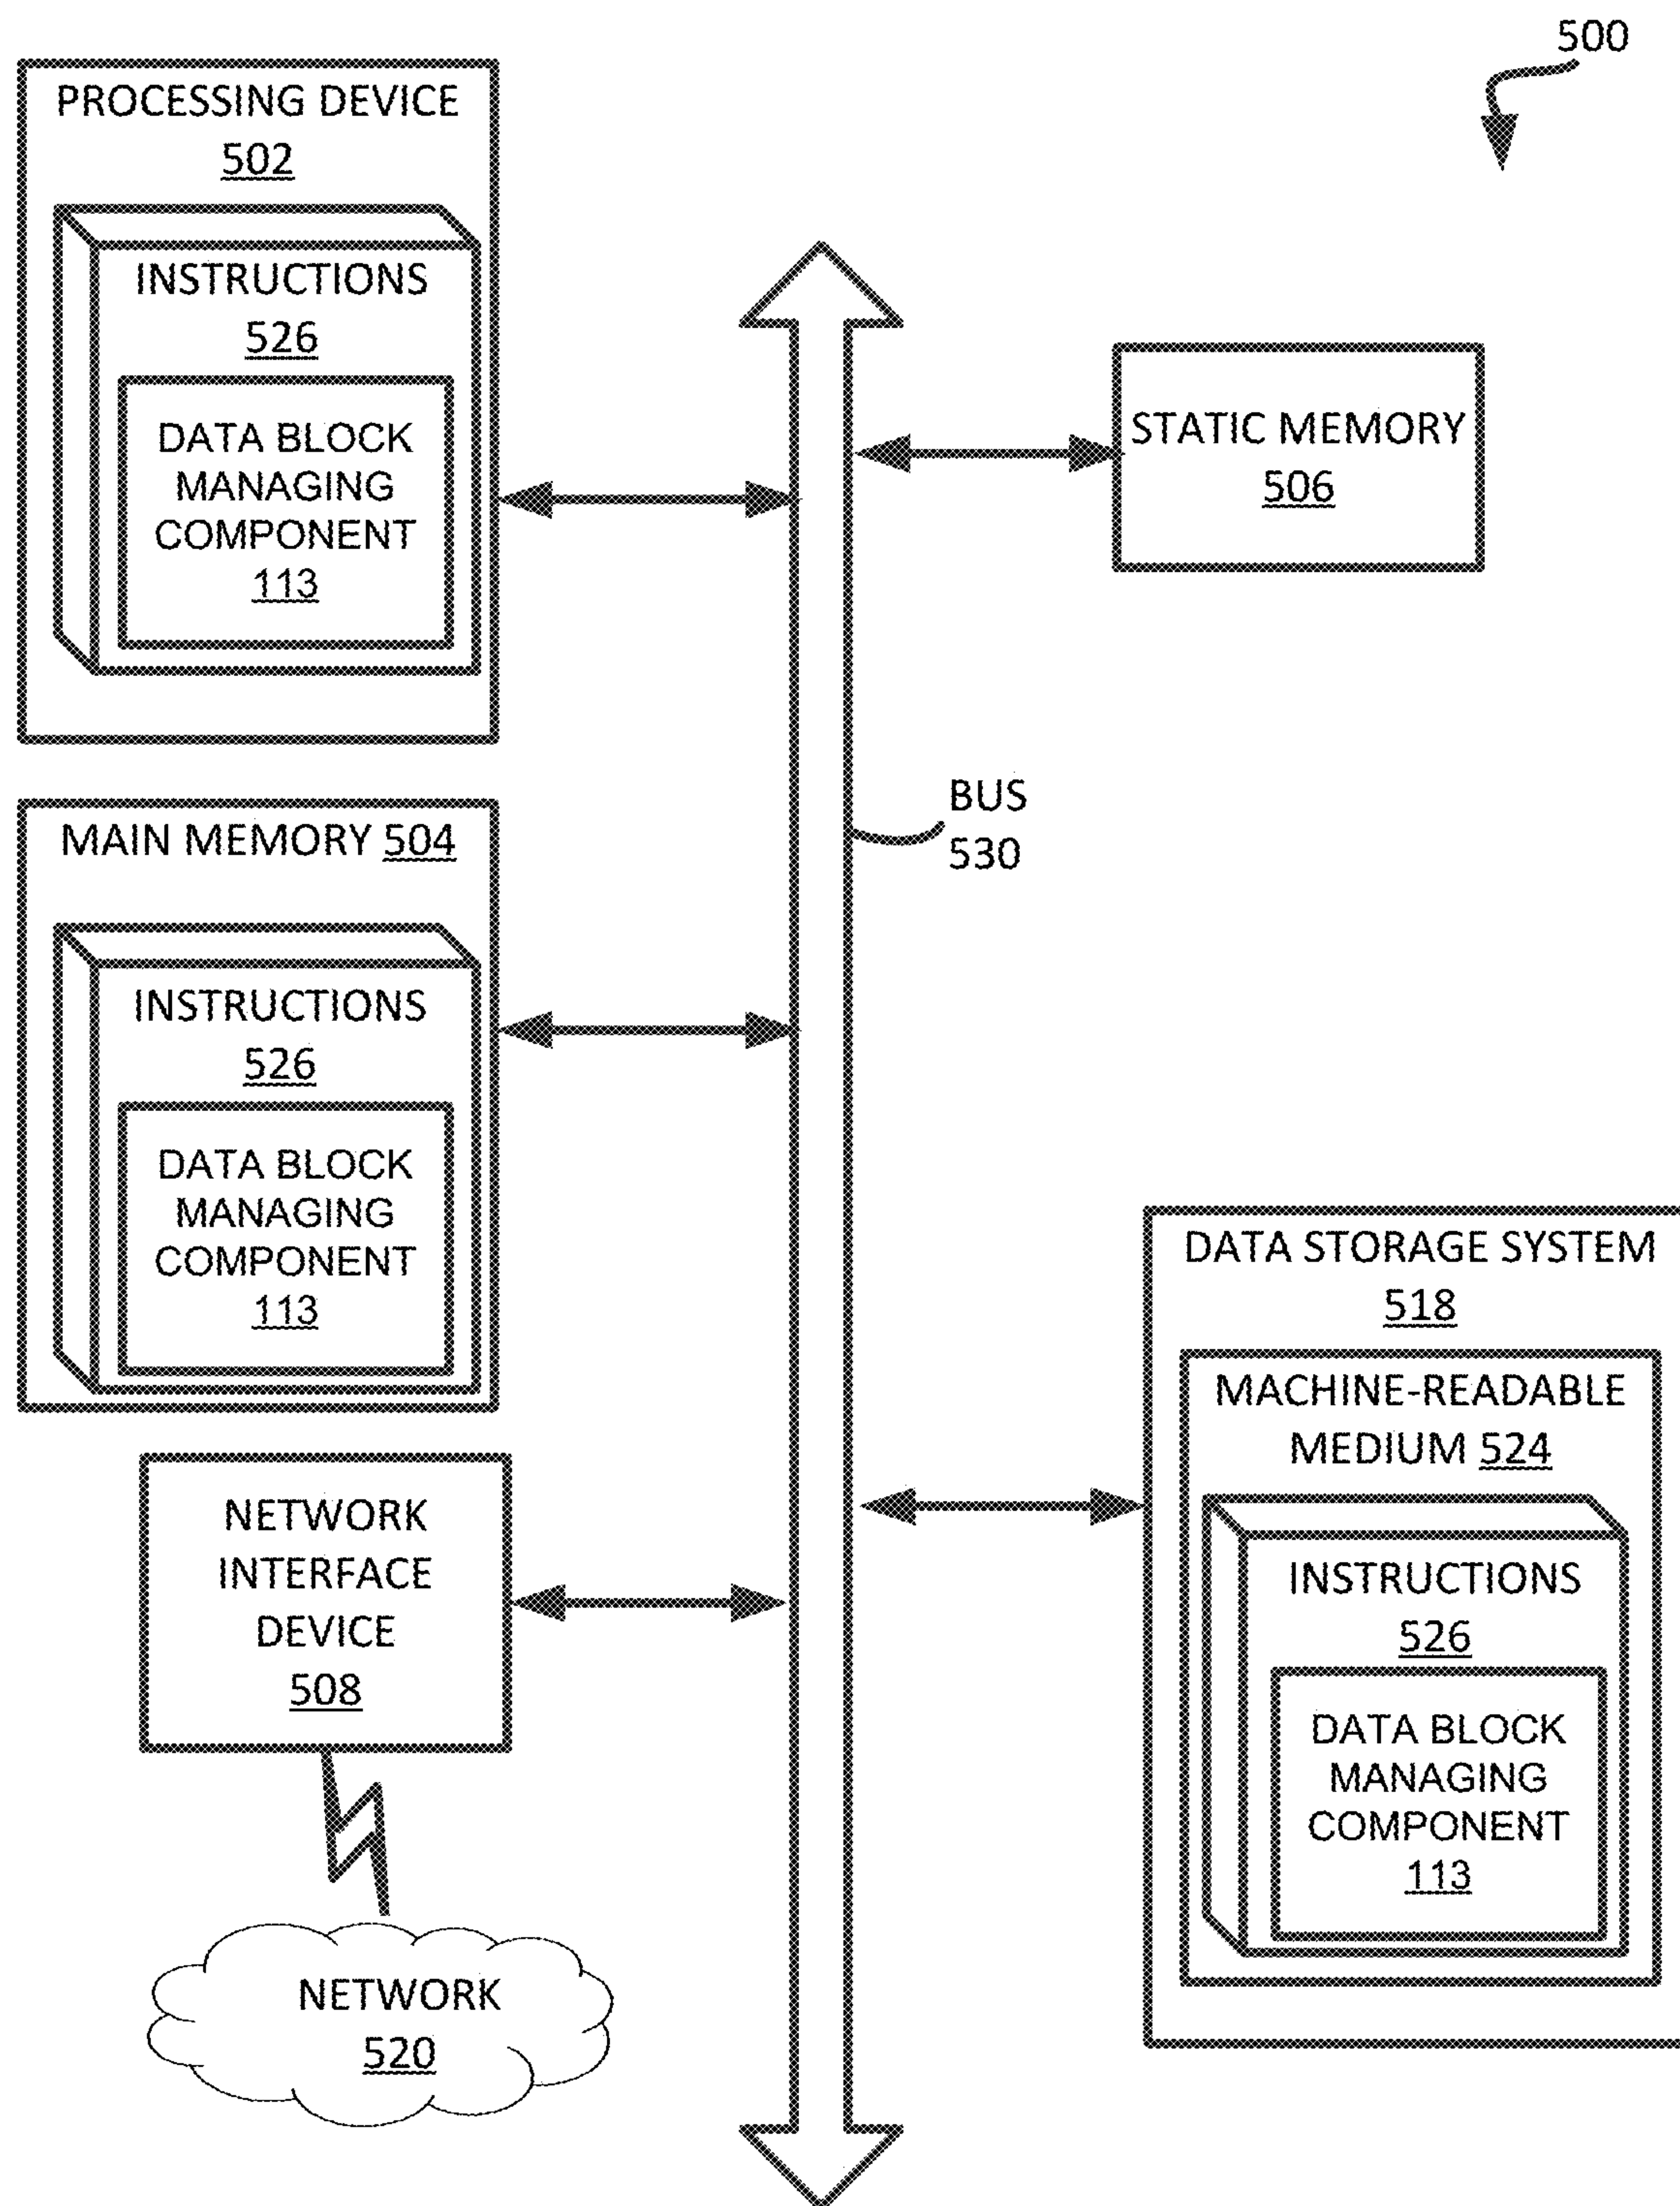 500
PROCESSING DEVICE
502
INSTRUCTIONS
526
DATA BLOCK
MANAGING
COMPONENT
113
STATIC MEMORY
506
BUS
530
MAIN MEMORY 504
INSTRUCTIONS
526
DATA BLOCK
MANAGING
COMPONENT
113
DATA STORAGE SYSTEM
518
MACHINE-READABLE
MEDIUM 524
INSTRUCTIONS
526
DATA BLOCK
MANAGING
COMPONENT
113
NETWORK
INTERFACE
DEVICE
508
NETWORK
520